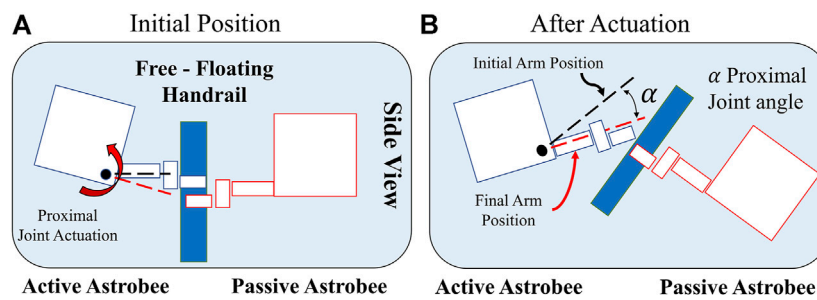 A
Initial Position
Free - Floating
Handrail
Side View
Proximal
Joint Actuation
Active Astrobee
Passive Astrobee
B
After Actuation
Initial Arm Position
α
α Proximal
Joint angle
Final Arm
Position
Active Astrobee
Passive Astrobee